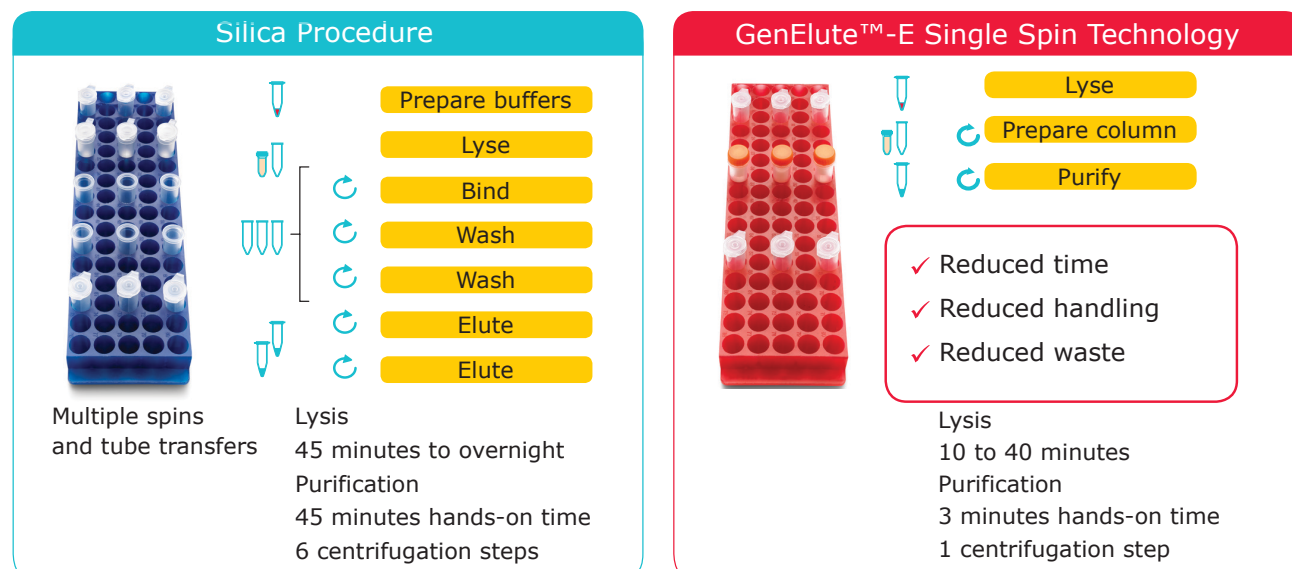 Silica Procedure
Prepare buffers
Lyse
Bind
Wash
Wash
Elute
Elute
Multiple spins
and tube transfers
Lysis
45 minutes to overnight
Purification
45 minutes hands-on time
6 centrifugation steps
GenElute™-E Single Spin Technology
Lyse
Prepare column
Purify
✓ Reduced time
✓ Reduced handling
✓ Reduced waste
Lysis
10 to 40 minutes
Purification
3 minutes hands-on time
1 centrifugation step